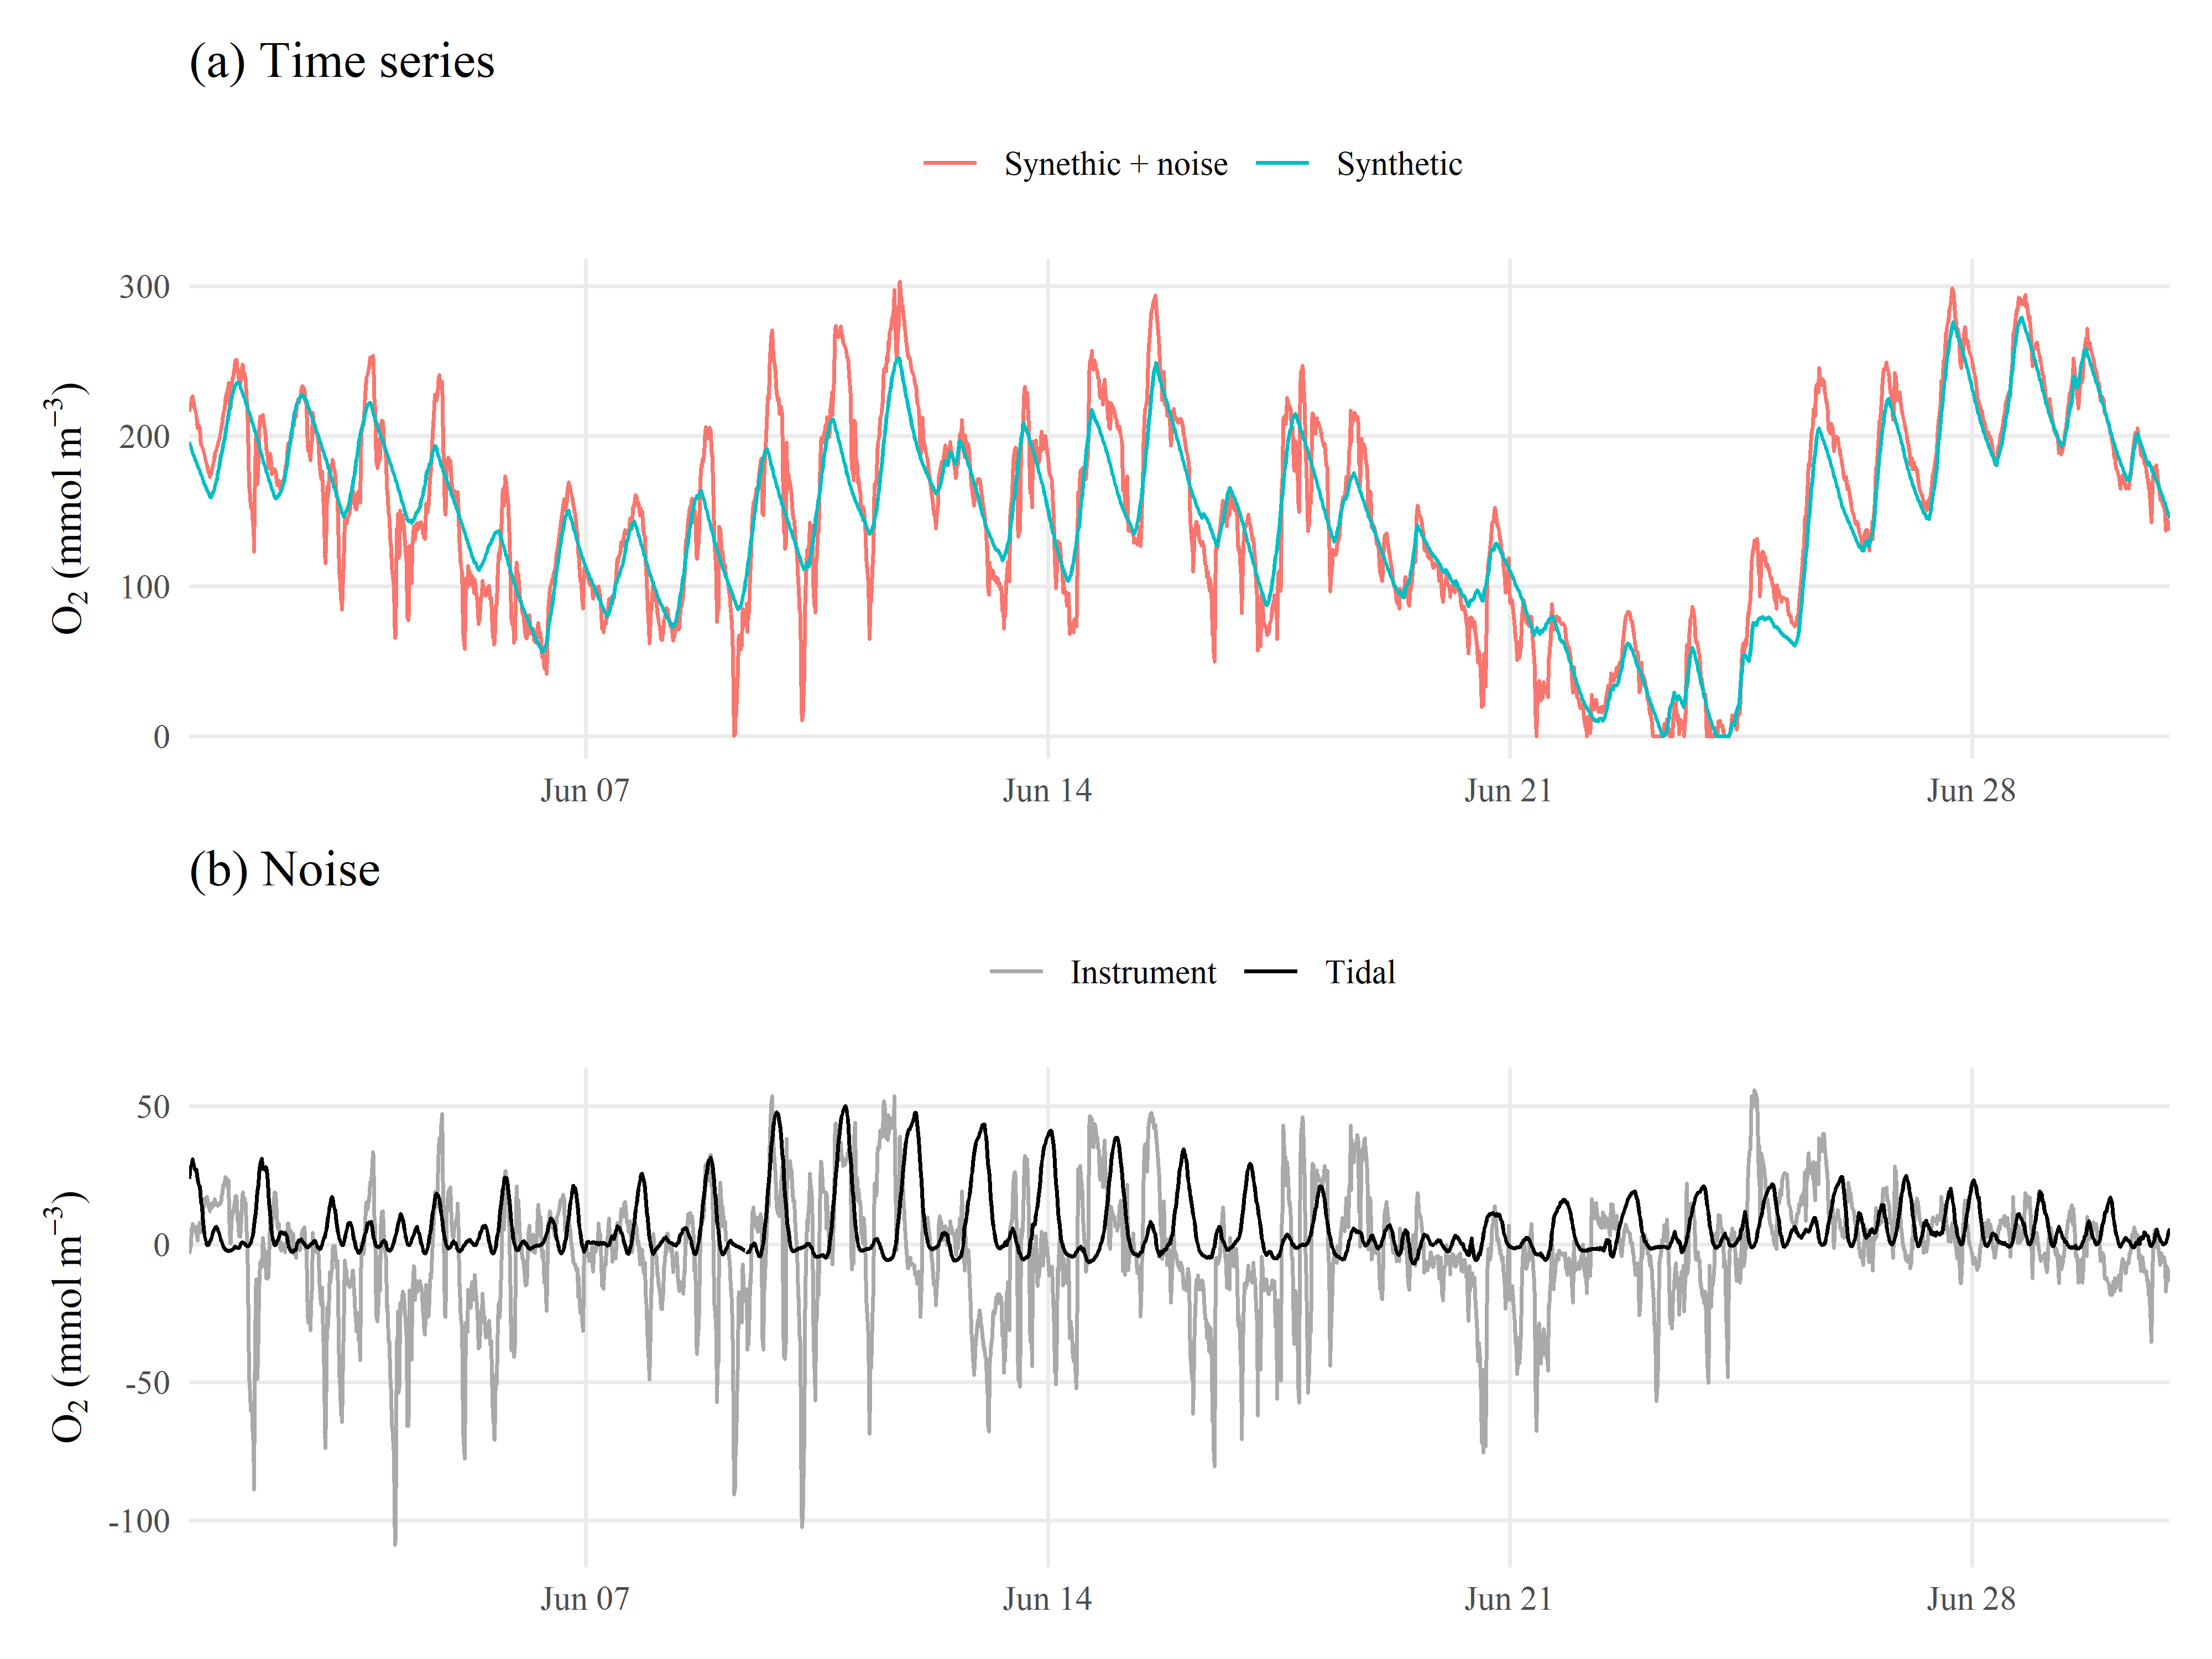 (a) Time series
Synethic + noise Synthetic
O₂ (mmol m⁻³)
300
200
100
0
Jun 07 Jun 14 Jun 21 Jun 28
(b) Noise
Instrument Tidal
O₂ (mmol m⁻³)
50
0
-50
-100
Jun 07 Jun 14 Jun 21 Jun 28